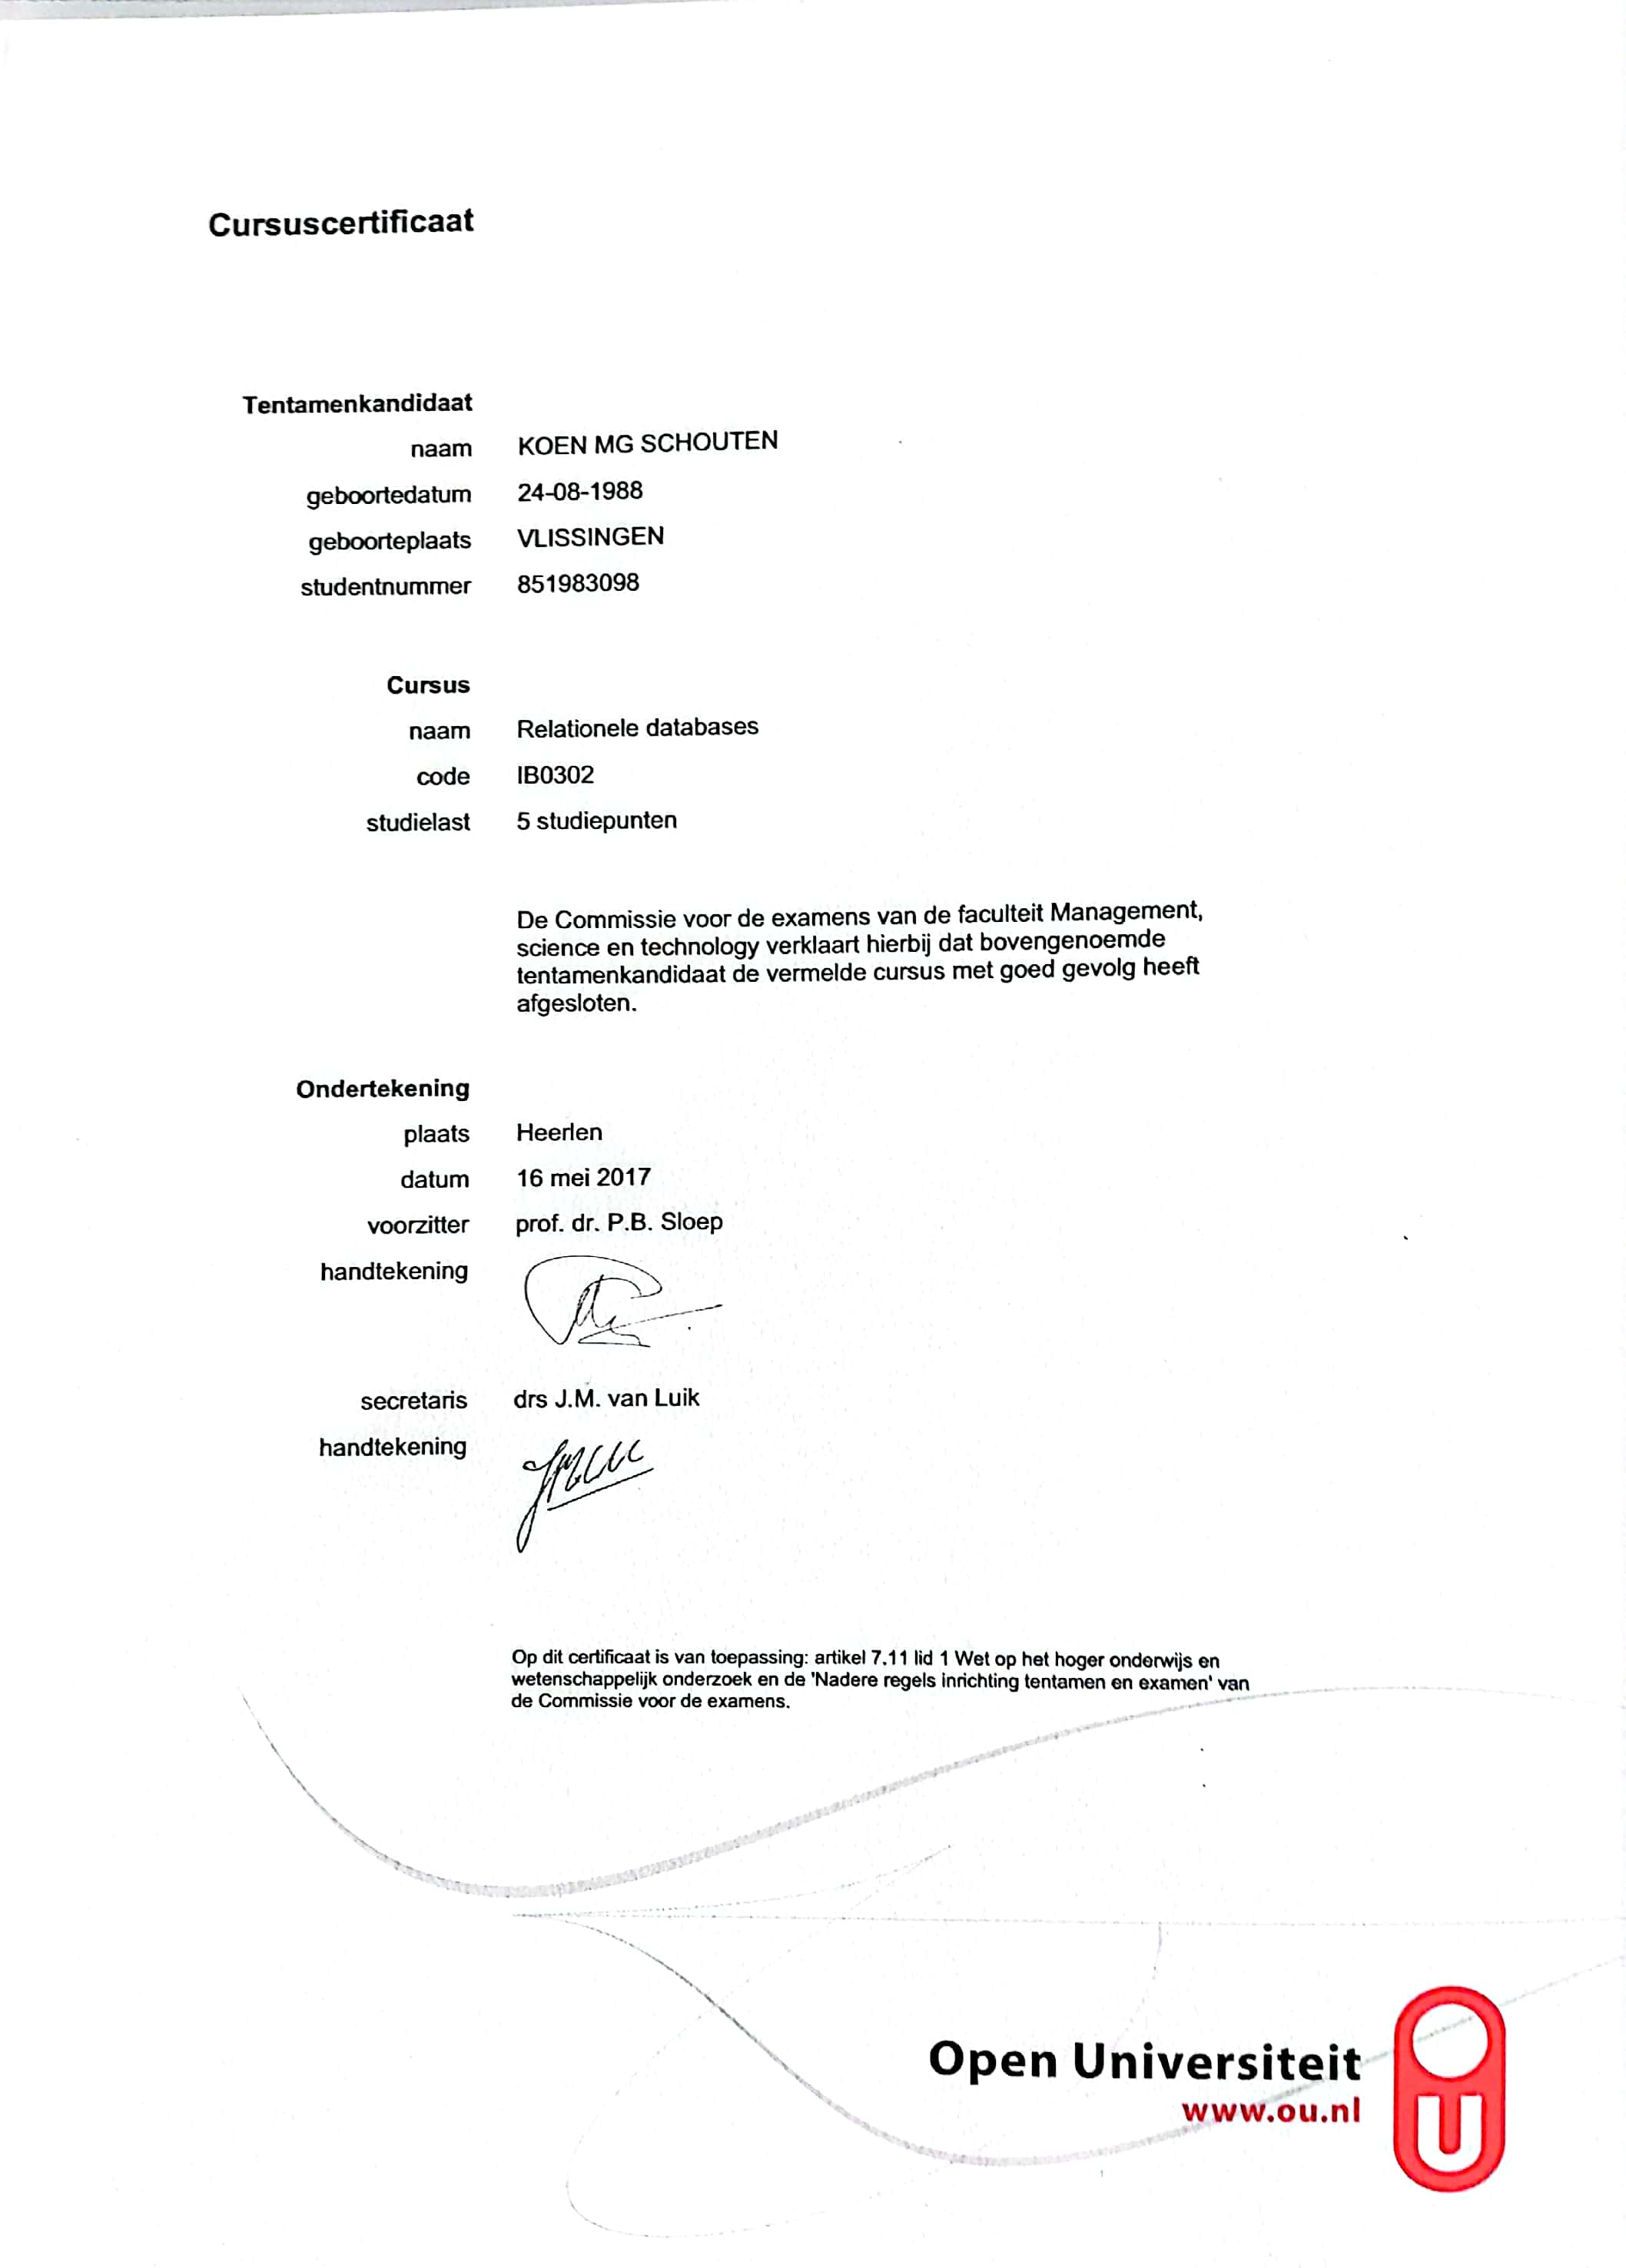 Cursuscertificaat
Tentamenkandidaat
naam KOEN MG SCHOUTEN
geboortedatum 24-08-1988
geboorteplaats VLISSINGEN
studentnummer 851983098
Cursus
naam Relationele databases
code IB0302
studielast 5 studiepunten
De Commissie voor de examens van de faculteit Management,
science en technology verklaart hierbij dat bovengenoemde
tentamenkandidaat de vermelde cursus met goed gevolg heeft
afgesloten.
Ondertekening
plaats Heerlen
datum 16 mei 2017
voorzitter prof. dr. P.B. Sloep
handtekening
secretaris drs J.M. van Luik
handtekening
Op dit certificaat is van toepassing: artikel 7.11 lid 1 Wet op het hoger onderwijs en
wetenschappelijk onderzoek en de 'Nadere regels inrichting tentamen en examen' van
de Commissie voor de examens.
Open Universiteit
www.ou.nl